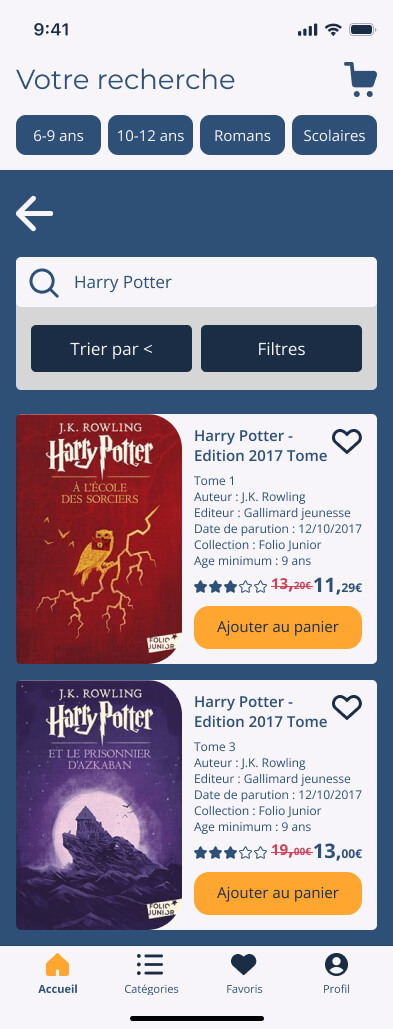 9:41
Votre recherche
6-9 ans
10-12 ans
Romans
Scolaires
Harry Potter
Trier par <
Filtres
J.K. ROWLING
Harry Potter
À L'ÉCOLE
DES SORCIERS
FOLIO
JUNIOR
Harry Potter -
Edition 2017 Tome
Tome 1
Auteur : J.K. Rowling
Editeur : Gallimard jeunesse
Date de parution : 12/10/2017
Collection : Folio Junior
Age minimum : 9 ans
13,20€ 11,29€
Ajouter au panier
J.K. ROWLING
Harry Potter
ET LE PRISONNIER
D'AZKABAN
FOLIO
JUNIOR
Harry Potter -
Edition 2017 Tome
Tome 3
Auteur : J.K. Rowling
Editeur : Gallimard jeunesse
Date de parution : 12/10/2017
Collection : Folio Junior
Age minimum : 9 ans
19,00€ 13,00€
Ajouter au panier
Accueil
Catégories
Favoris
Profil